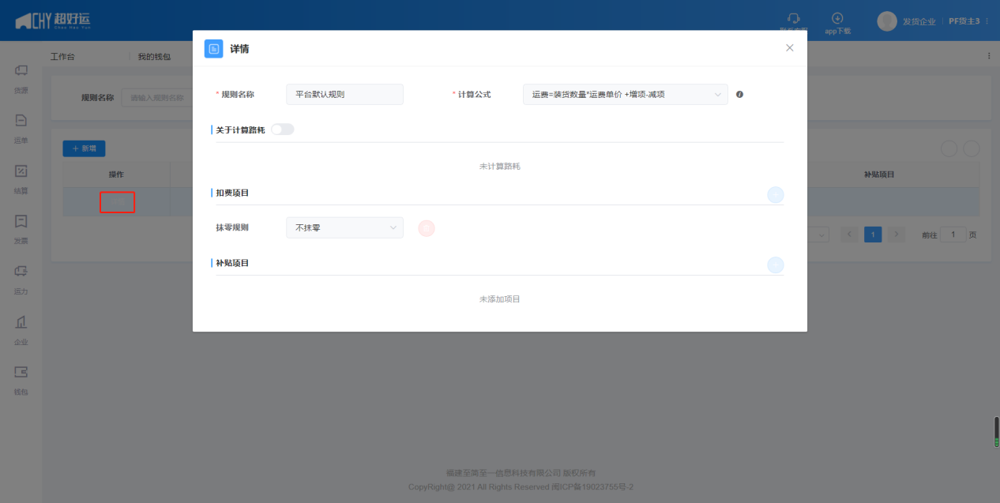 CHY 超好运
Chao Hao Yun
app下载
发货企业
PF货主3
工作台
我的钱包
货源
运单
结算
发票
运力
企业
钱包
规则名称
请输入规则名称
+ 新增
操作
补贴项目
1
前往 1 页
详情
* 规则名称 平台默认规则
* 计算公式 运费=装货数量*运费单价 +增项-减项
关于计算路耗
未计算路耗
扣费项目
抹零规则 不抹零
补贴项目
未添加项目
福建至简至一信息科技有限公司 版权所有
CopyRight@ 2021 All Rights Reserved 闽ICP备19023755号-2